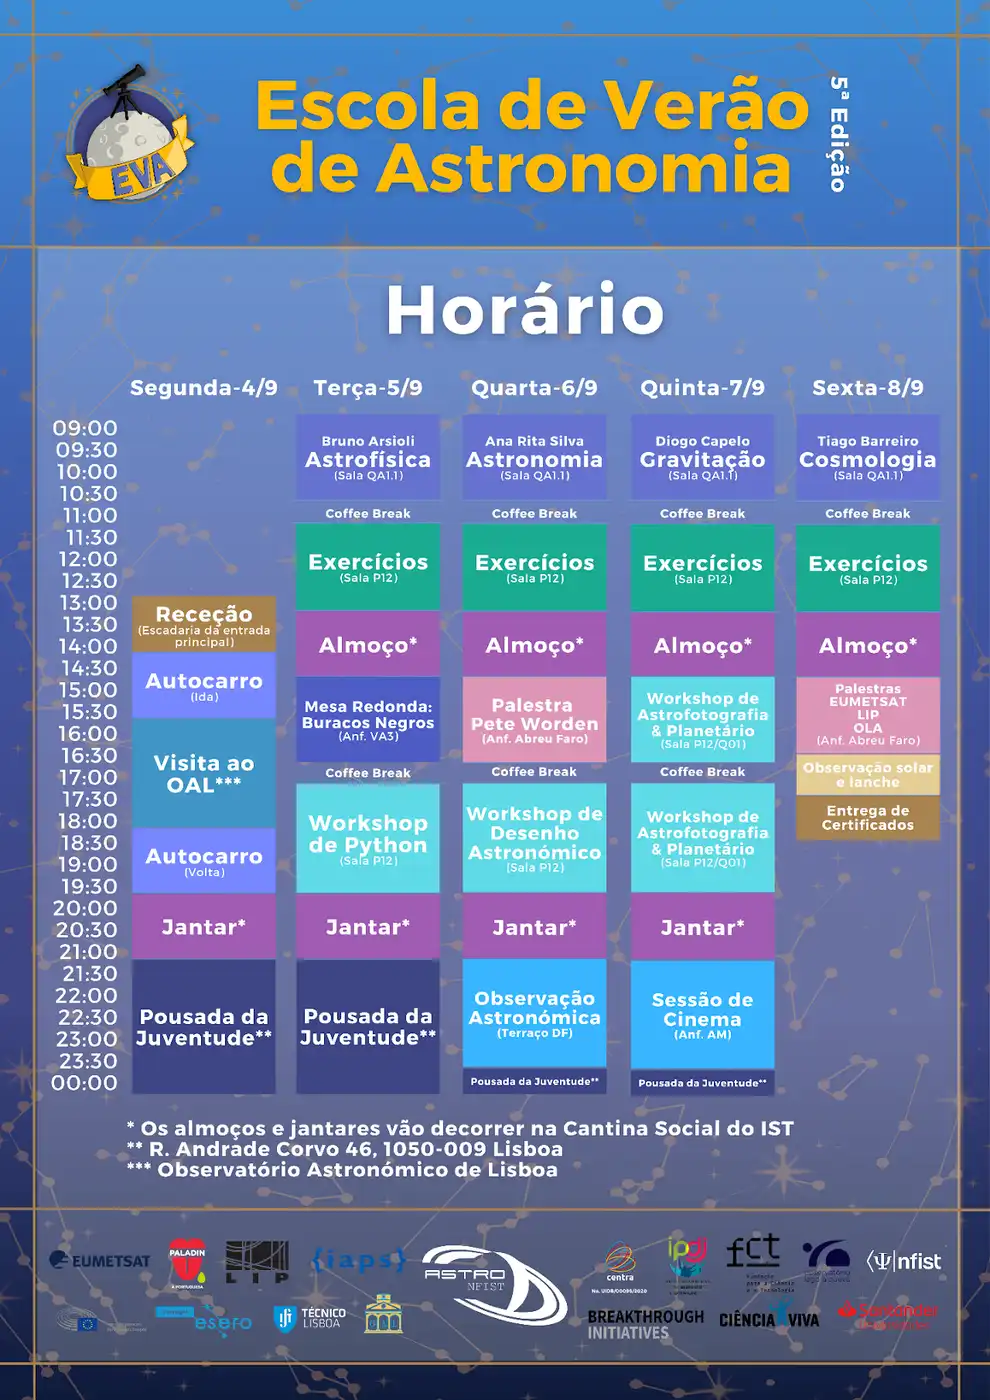 Escola de Verão
de Astronomia
5ª Edição
EVA
Horário
Segunda-4/9
Terça-5/9
Quarta-6/9
Quinta-7/9
Sexta-8/9
09:00
09:30
10:00
10:30
11:00
11:30
12:00
12:30
13:00
13:30
14:00
14:30
15:00
15:30
16:00
16:30
17:00
17:30
18:00
18:30
19:00
19:30
20:00
20:30
21:00
21:30
22:00
22:30
23:00
23:30
00:00
Receção
(Escadaria da entrada
principal)
Autocarro
(Ida)
Visita ao
OAL***
Autocarro
(Volta)
Jantar*
Pousada da
Juventude**
Bruno Arsioli
Astrofísica
(Sala QA1.1)
Coffee Break
Exercícios
(Sala P12)
Almoço*
Mesa Redonda:
Buracos Negros
(Anf. VA3)
Coffee Break
Workshop
de Python
(Sala P12)
Jantar*
Pousada da
Juventude**
Ana Rita Silva
Astronomia
(Sala QA1.1)
Coffee Break
Exercícios
(Sala P12)
Almoço*
Palestra
Pete Worden
(Anf. Abreu Faro)
Coffee Break
Workshop de
Desenho
Astronómico
(Sala P12)
Jantar*
Observação
Astronómica
(Terraço DF)
Pousada da Juventude**
Diogo Capelo
Gravitação
(Sala QA1.1)
Coffee Break
Exercícios
(Sala P12)
Almoço*
Workshop de
Astrofotografia
& Planetário
(Sala P12/Q01)
Coffee Break
Workshop de
Astrofotografia
& Planetário
(Sala P12/Q01)
Jantar*
Sessão de
Cinema
(Anf. AM)
Pousada da Juventude**
Tiago Barreiro
Cosmologia
(Sala QA1.1)
Coffee Break
Exercícios
(Sala P12)
Almoço*
Palestras
EUMETSAT
LIP
OLA
(Anf. Abreu Faro)
Observação solar
e lanche
Entrega de
Certificados
* Os almoços e jantares vão decorrer na Cantina Social do IST
** R. Andrade Corvo 46, 1050-009 Lisboa
*** Observatório Astronómico de Lisboa
EUMETSAT
PALADIN
À PORTUGUESA
LIP
{iaps}
ASTRO
NFIST
centra
No. UIDB/00099/2020
ipdj
fct
nfist
esero
TÉCNICO
LISBOA
BREAKTHROUGH
INITIATIVES
CIÊNCIA VIVA
Santander